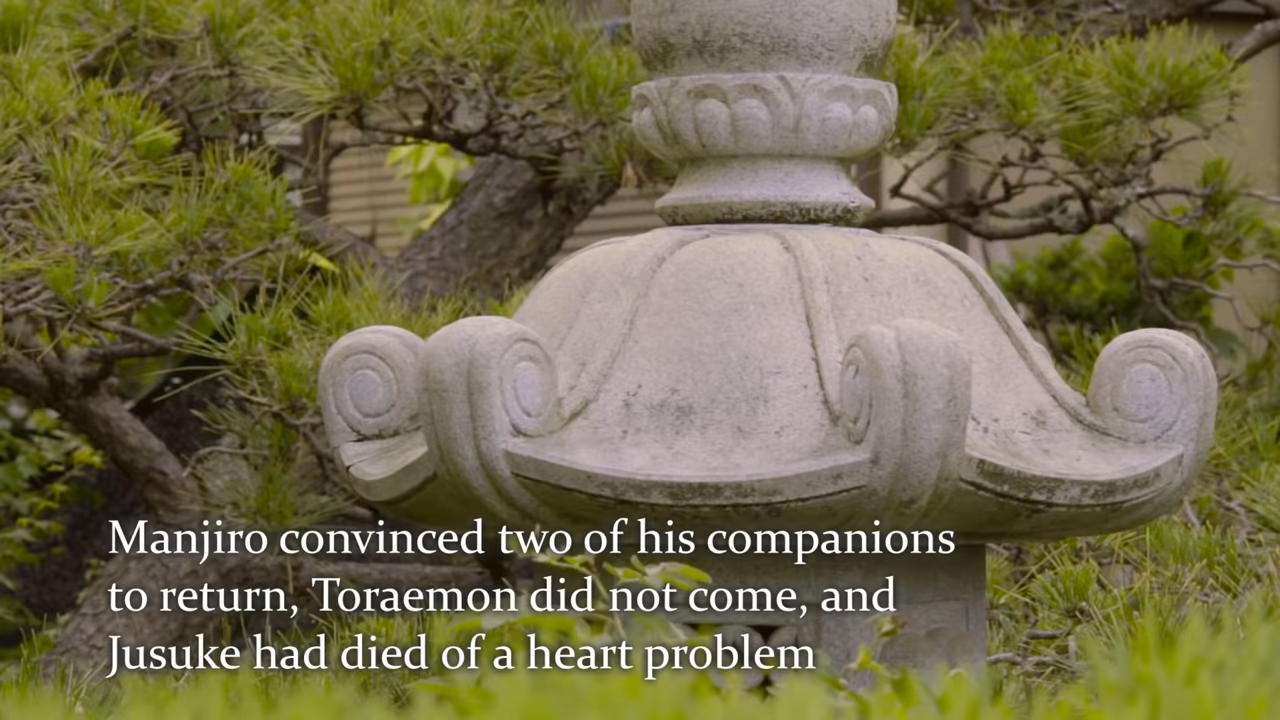 Manjiro convinced two of his companions
to return, Toraemon did not come, and
Jusuke had died of a heart problem